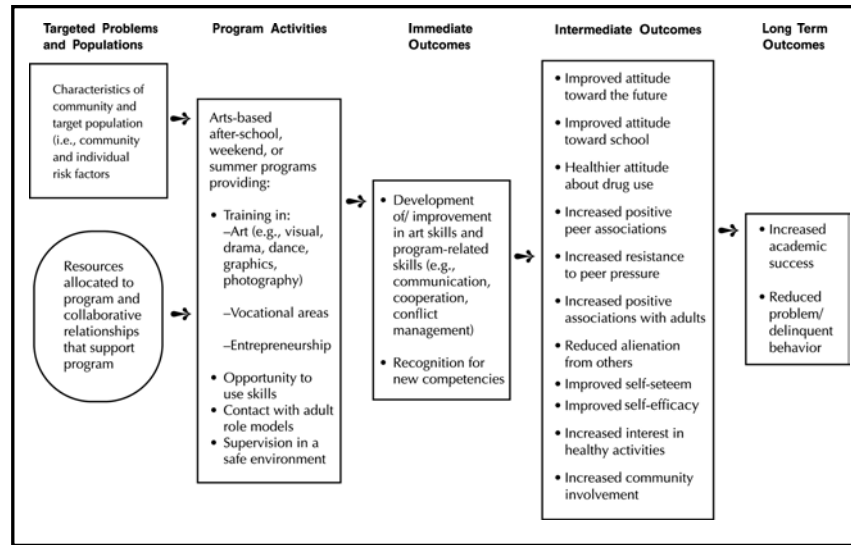 Targeted Problems
and Populations
Program Activities
Immediate
Outcomes
Intermediate Outcomes
Long Term
Outcomes
Characteristics of
community and
target population
(i.e., community
and individual
risk factors
Resources
allocated to
program and
collaborative
relationships
that support
program
Arts-based
after-school,
weekend, or
summer programs
providing:
• Training in:
–Art (e.g., visual,
drama, dance,
graphics,
photography)
–Vocational areas
–Entrepreneurship
• Opportunity to
use skills
• Contact with adult
role models
• Supervision in a
safe environment
• Development
of/ improvement
in art skills and
program-related
skills (e.g.,
communication,
cooperation,
conflict
management)
• Recognition for
new competencies
• Improved attitude
toward the future
• Improved attitude
toward school
• Healthier attitude
about drug use
• Increased positive
peer associations
• Increased resistance
to peer pressure
• Increased positive
associations with adults
• Reduced alienation
from others
• Improved self-seteem
• Improved self-efficacy
• Increased interest in
healthy activities
• Increased community
involvement
• Increased
academic
success
• Reduced
problem/
delinquent
behavior